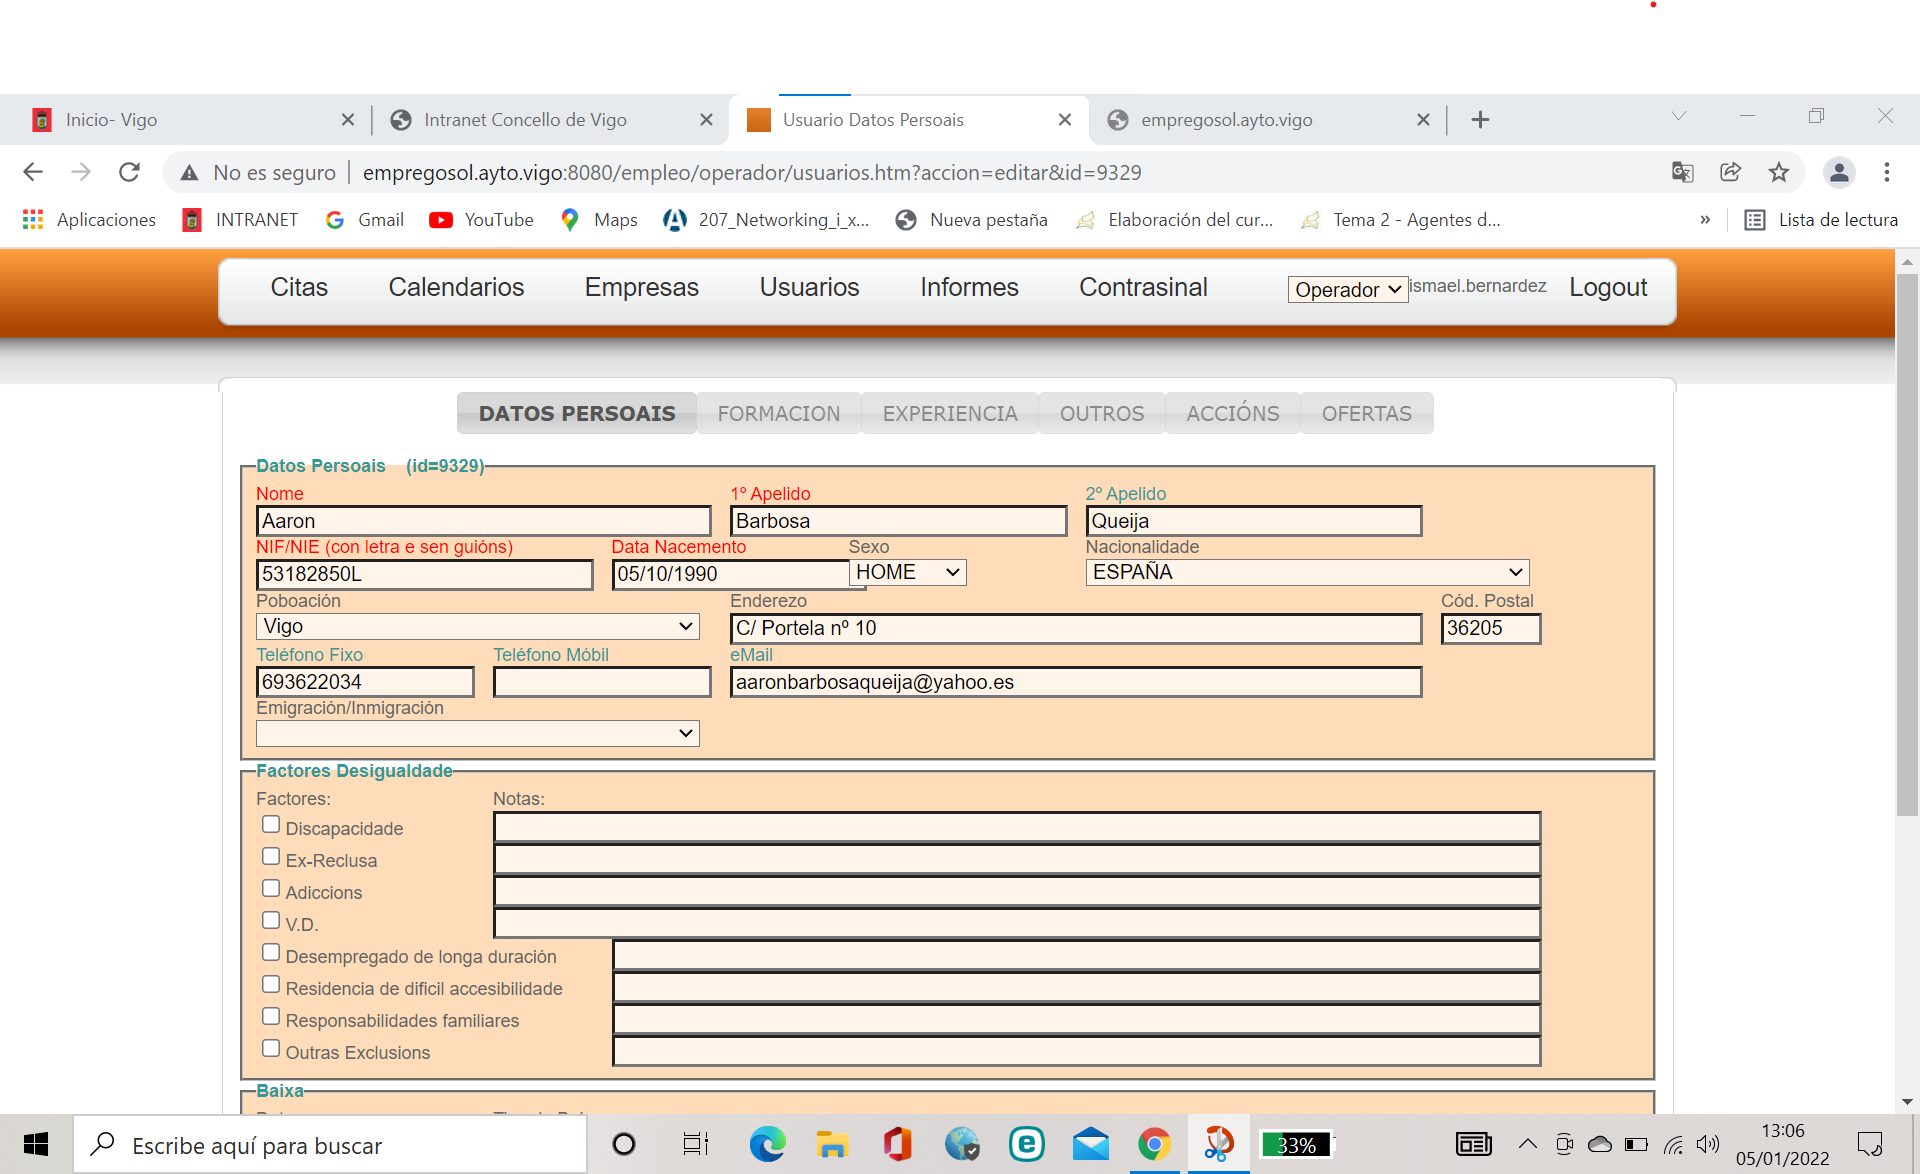 Inicio- Vigo
Intranet Concello de Vigo
Usuario Datos Persoais
empregosol.ayto.vigo
No es seguro
empregosol.ayto.vigo:8080/empleo/operador/usuarios.htm?accion=editar&id=9329
Aplicaciones
INTRANET
Gmail
YouTube
Maps
207_Networking_i_x...
Nueva pestaña
Elaboración del cur...
Tema 2 - Agentes d...
»
Lista de lectura
Citas
Calendarios
Empresas
Usuarios
Informes
Contrasinal
Operador
ismael.bernardez
Logout
DATOS PERSOAIS
FORMACION
EXPERIENCIA
OUTROS
ACCIÓNS
OFERTAS
Datos Persoais (id=9329)
Nome
1º Apelido
2º Apelido
Aaron
Barbosa
Queija
NIF/NIE (con letra e sen guións)
Data Nacemento
Sexo
Nacionalidade
53182850L
05/10/1990
HOME
ESPAÑA
Poboación
Enderezo
Cód. Postal
Vigo
C/ Portela nº 10
36205
Teléfono Fixo
Teléfono Móbil
eMail
693622034
aaronbarbosaqueija@yahoo.es
Emigración/Inmigración
Factores Desigualdade
Factores:
Notas:
Discapacidade
Ex-Reclusa
Adiccions
V.D.
Desempregado de longa duración
Residencia de dificil accesibilidade
Responsabilidades familiares
Outras Exclusions
Baixa
Escribe aquí para buscar
33%
13:06
05/01/2022